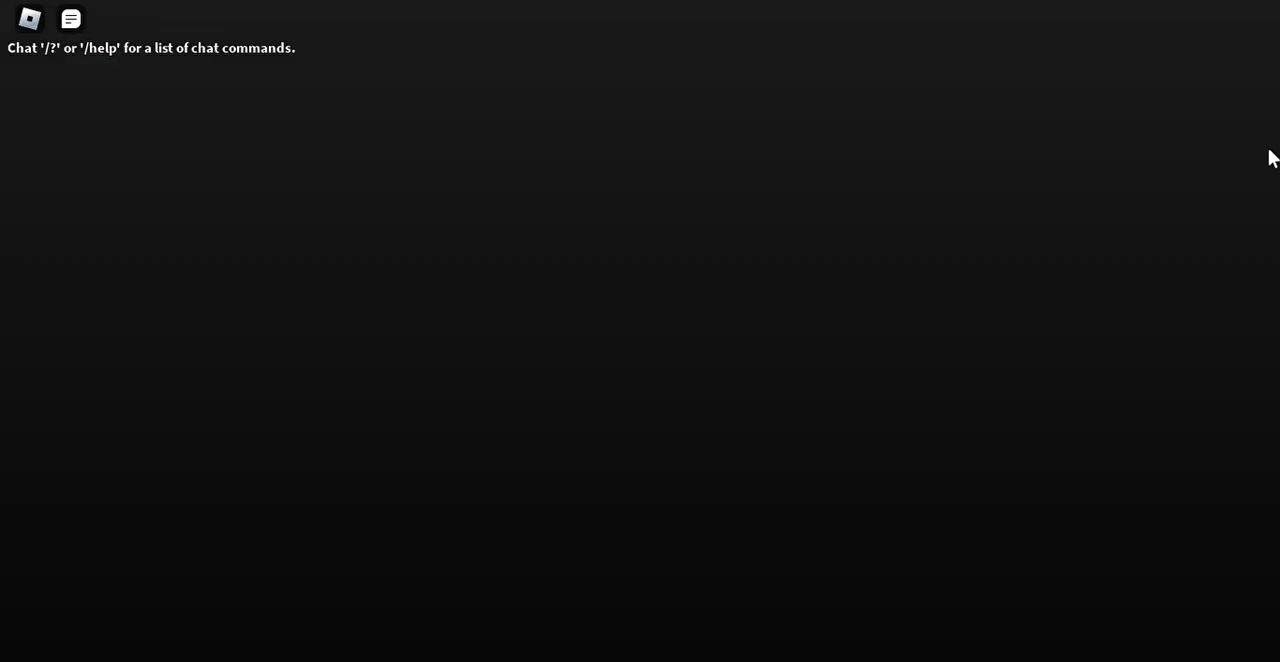 Chat '/?' or '/help' for a list of chat commands.